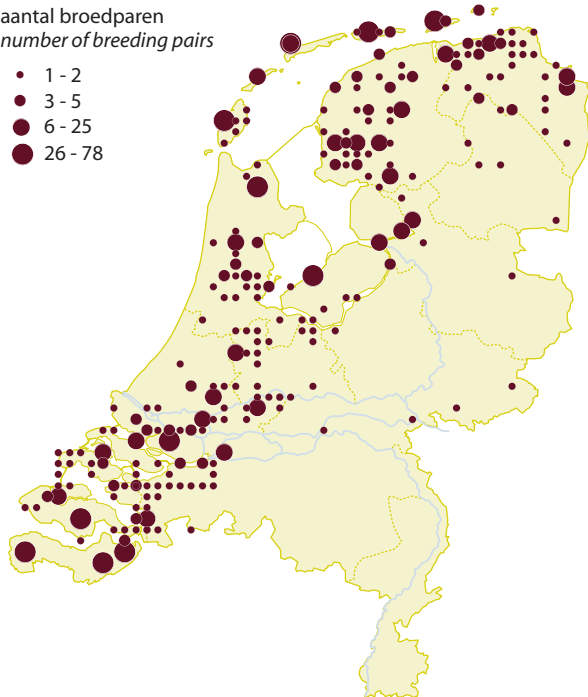 aantal broedparen
number of breeding pairs
1 - 2
3 - 5
6 - 25
26 - 78